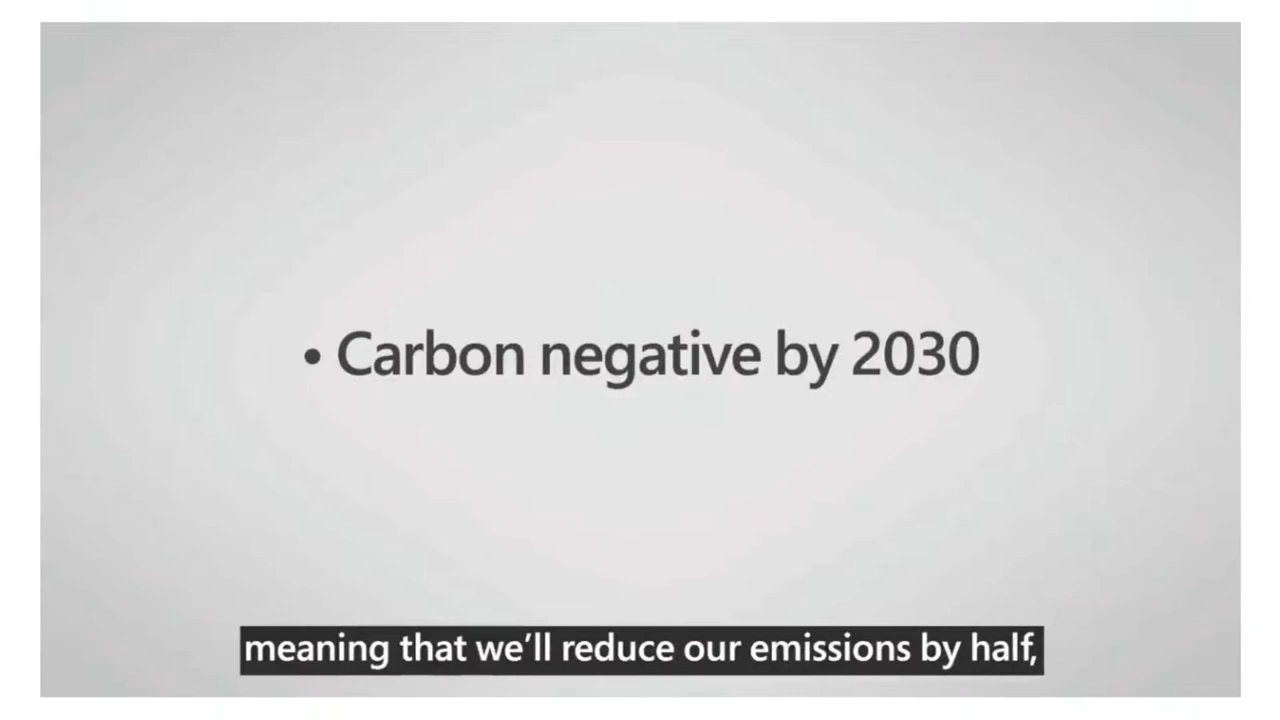 • Carbon negative by 2030
meaning that we'll reduce our emissions by half,